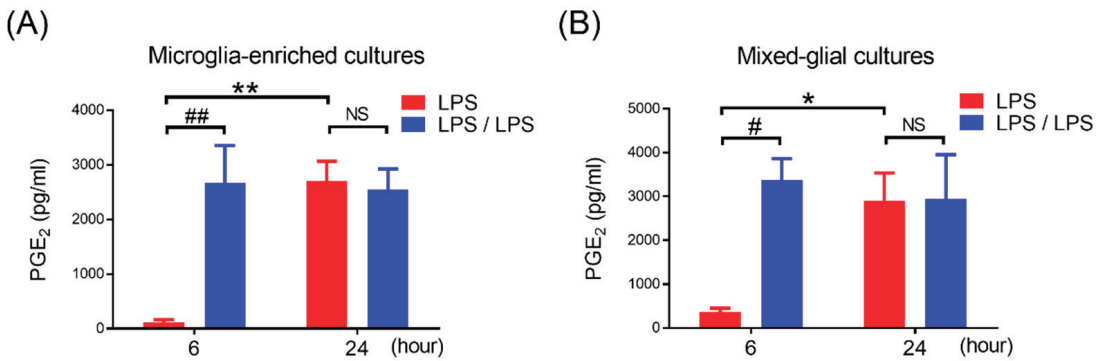 (A)
Microglia-enriched cultures
**
##
NS
LPS
LPS / LPS
PGE2 (pg/ml)
4000
3000
2000
1000
0
6
24
(hour)
(B)
Mixed-glial cultures
*
#
NS
LPS
LPS / LPS
PGE2 (pg/ml)
5000
4000
3000
2000
1000
0
6
24
(hour)